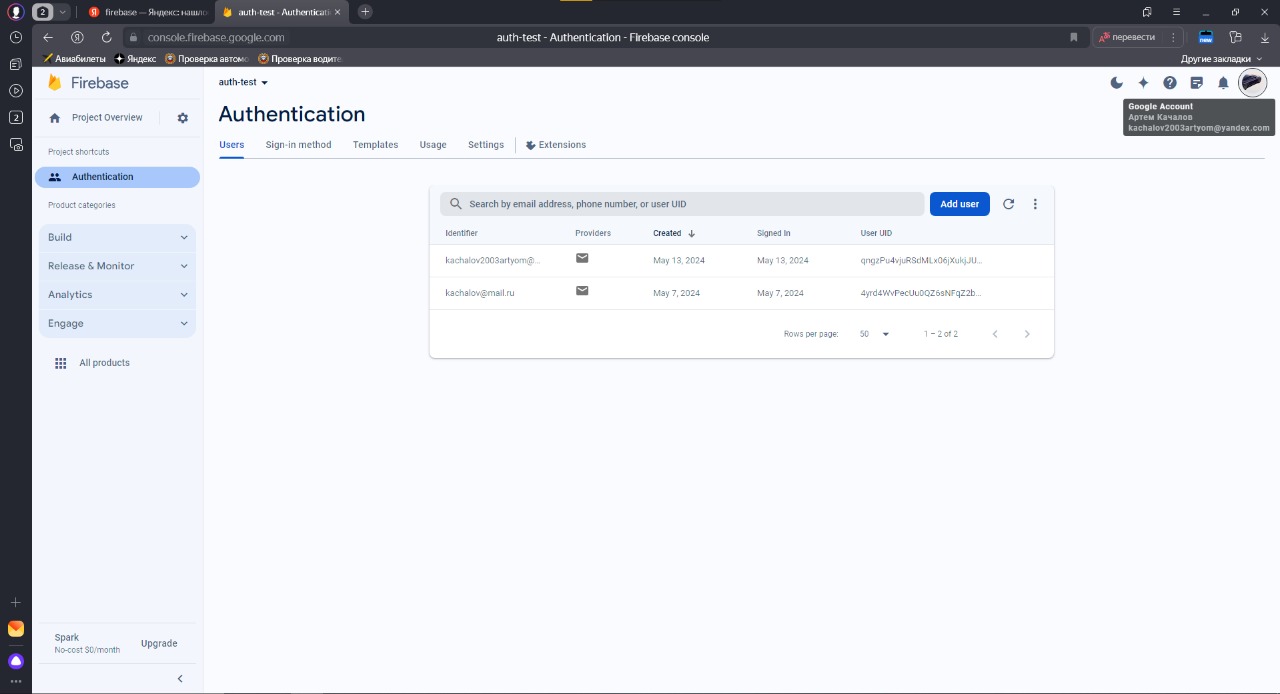 2
firebase — Яндекс: нашло
auth-test - Authenticati
console.firebase.google.com
auth-test - Authentication - Firebase console
перевести
new
Авиабилеты
Яндекс
Проверка автомо
Проверка водите
Другие закладки
2
Firebase
auth-test
Google Account
Артем Качалов
kachalov2003artyom@yandex.com
Project Overview
Authentication
Users
Sign-in method
Templates
Usage
Settings
Extensions
Project shortcuts
Authentication
Product categories
Build
Release & Monitor
Analytics
Engage
All products
Search by email address, phone number, or user UID
Add user
Identifier
Providers
Created
Signed In
User UID
kachalov2003artyom@...
May 13, 2024
May 13, 2024
qngzPu4vjuRSdMLx06jXukjJU...
kachalov@mail.ru
May 7, 2024
May 7, 2024
4yrd4WvPecUu0QZ6sNFqZ2b...
Rows per page:
50
1 – 2 of 2
Spark
No-cost $0/month
Upgrade